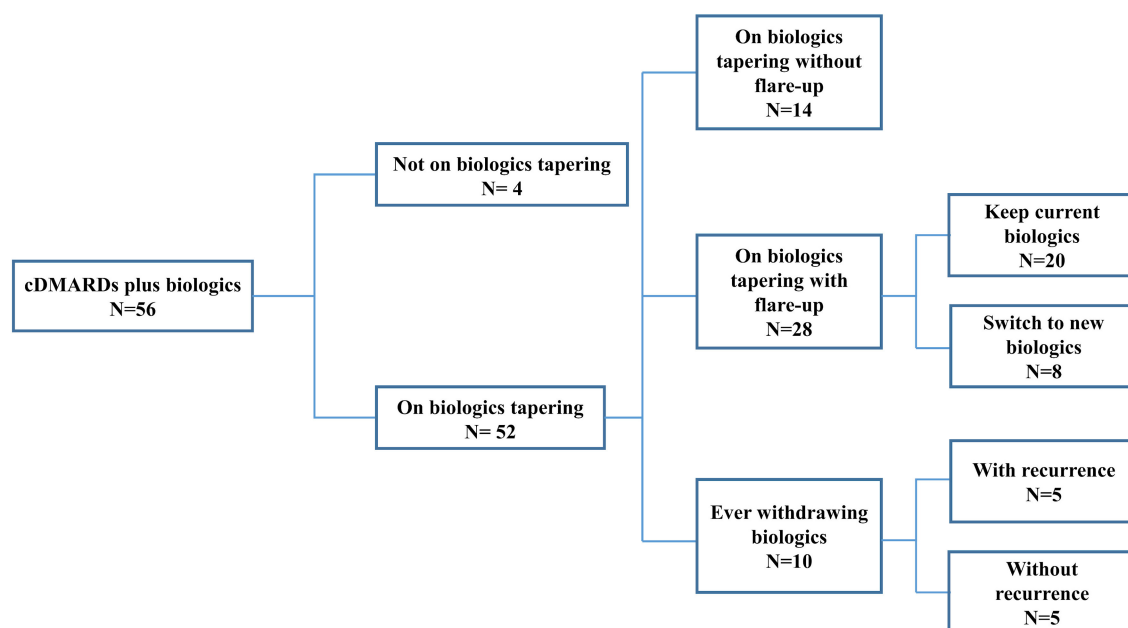 cDMARDs plus biologics
N=56
Not on biologics tapering
N= 4
On biologics tapering
N= 52
On biologics
tapering without
flare-up
N=14
On biologics
tapering with
flare-up
N=28
Ever withdrawing
biologics
N=10
Keep current
biologics
N=20
Switch to new
biologics
N=8
With recurrence
N=5
Without
recurrence
N=5